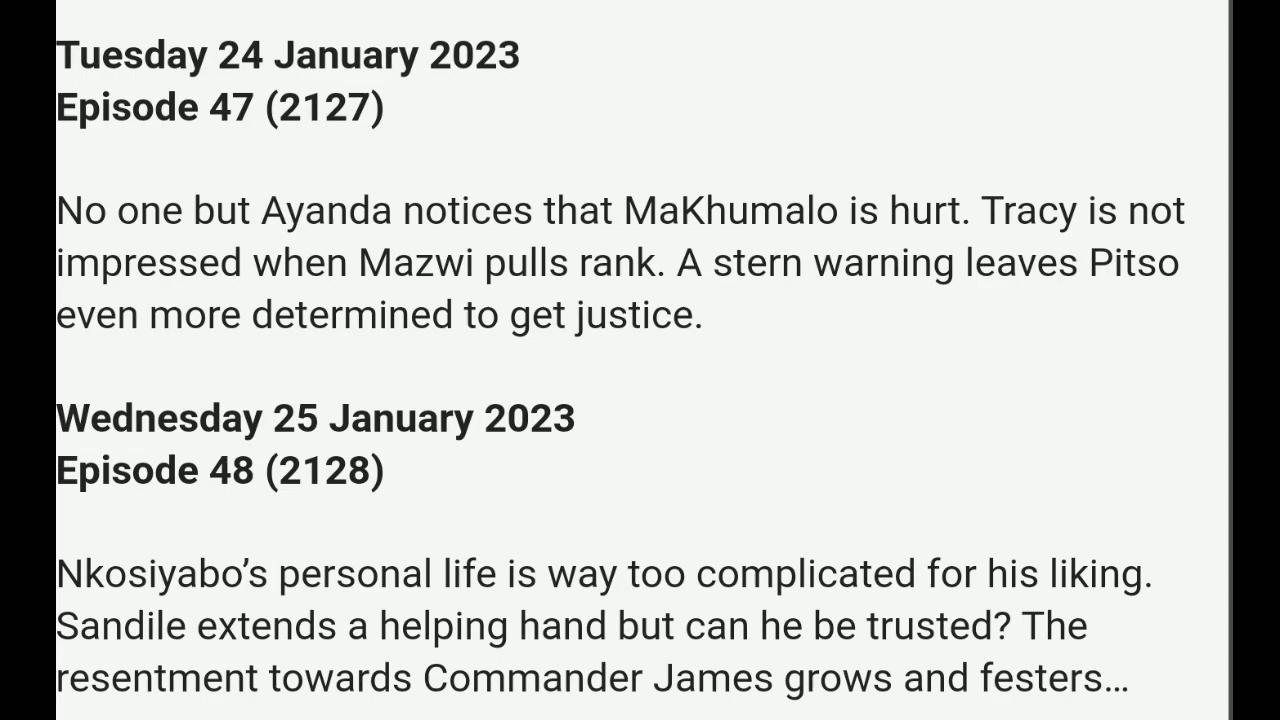 Tuesday 24 January 2023
Episode 47 (2127)
No one but Ayanda notices that MaKhumalo is hurt. Tracy is not
impressed when Mazwi pulls rank. A stern warning leaves Pitso
even more determined to get justice.
Wednesday 25 January 2023
Episode 48 (2128)
Nkosiyabo’s personal life is way too complicated for his liking.
Sandile extends a helping hand but can he be trusted? The
resentment towards Commander James grows and festers…